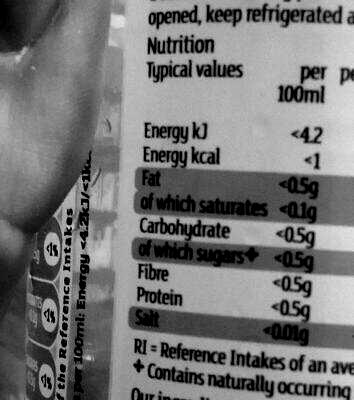 opened, keep refrigerated a
Nutrition
Typical values per pe
100ml
Energy kJ <4.2
Energy kcal <1
Fat <0.5g
of which saturates <0.1g
Carbohydrate <0.5g
of which sugars✦ <0.5g
Fibre <0.5g
Protein <0.5g
Salt <0.01g
RI = Reference Intakes of an ave
✦ Contains naturally occurring
Our ingre
f the Reference Intakes
per 100ml: Energy <4.2kJ/<1k
<1%
<1%
<1%